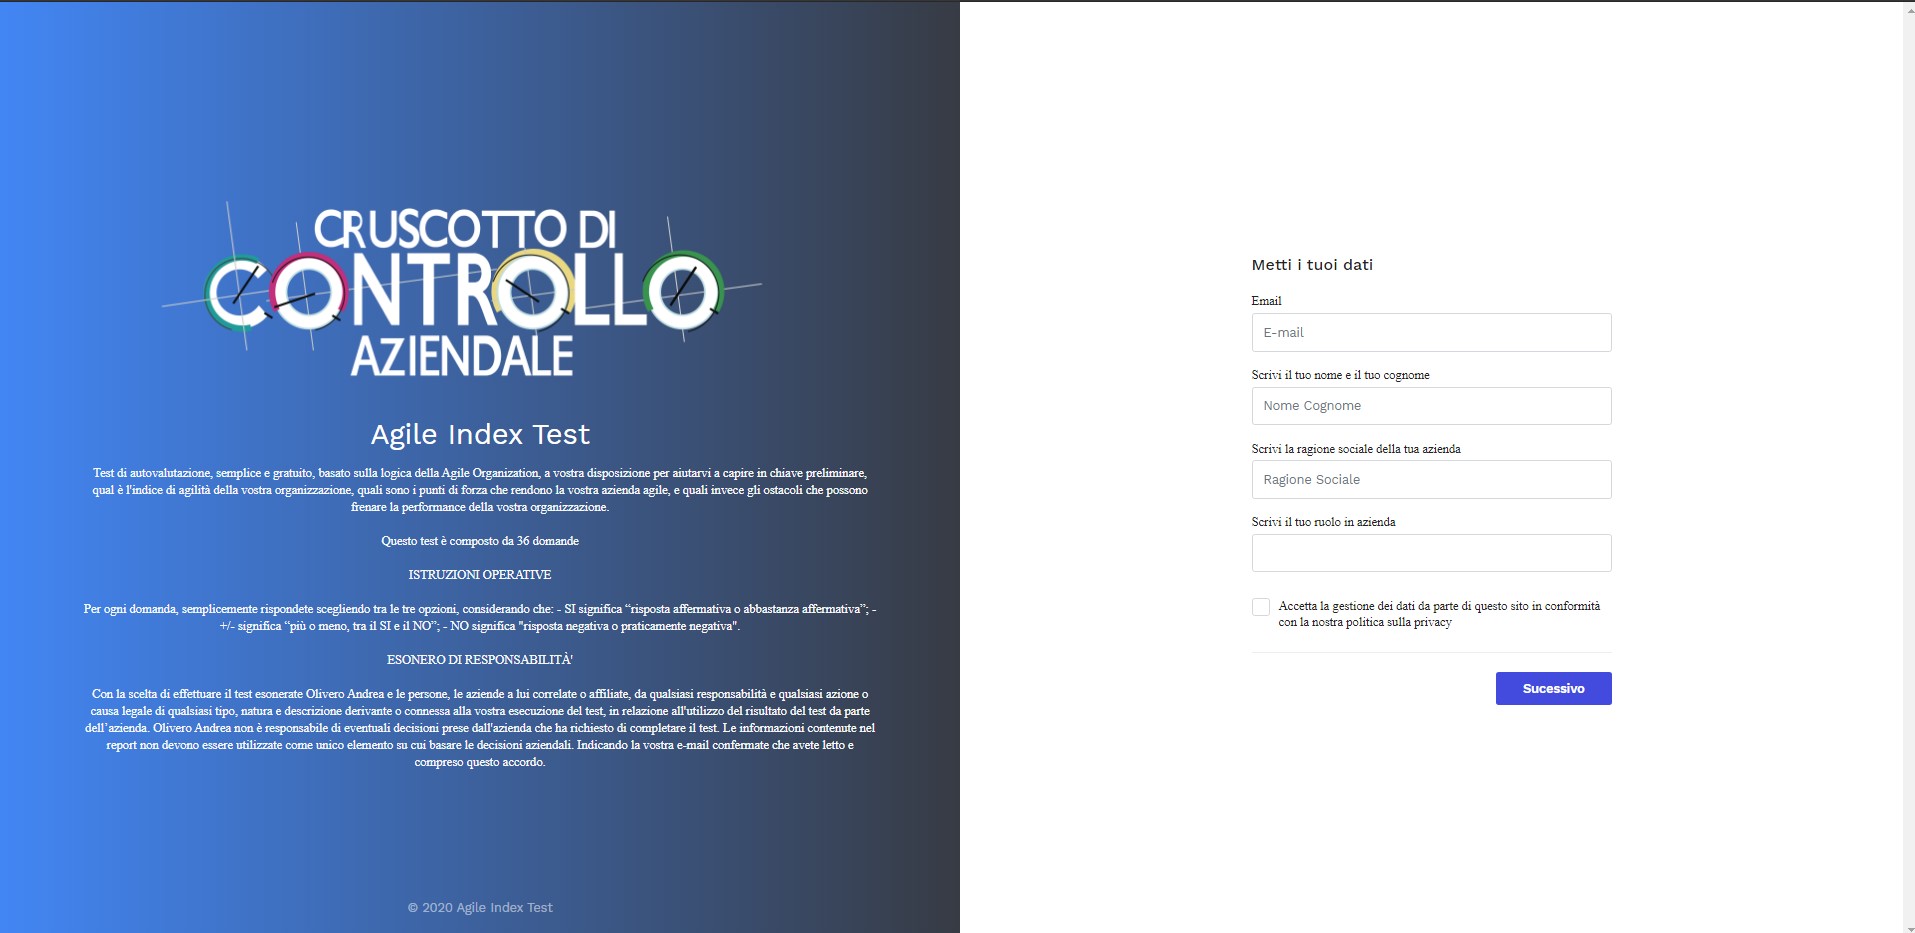 CRUSCOTTO DI
CONTROLLO
AZIENDALE
Agile Index Test
Test di autovalutazione, semplice e gratuito, basato sulla logica della Agile Organization, a vostra disposizione per aiutarvi a capire in chiave preliminare,
qual è l'indice di agilità della vostra organizzazione, quali sono i punti di forza che rendono la vostra azienda agile, e quali invece gli ostacoli che possono
frenare la performance della vostra organizzazione.
Questo test è composto da 36 domande
ISTRUZIONI OPERATIVE
Per ogni domanda, semplicemente rispondete scegliendo tra le tre opzioni, considerando che: - SI significa “risposta affermativa o abbastanza affermativa”; -
+/- significa “più o meno, tra il SI e il NO”; - NO significa "risposta negativa o praticamente negativa".
ESONERO DI RESPONSABILITÀ'
Con la scelta di effettuare il test esonerate Olivero Andrea e le persone, le aziende a lui correlate o affiliate, da qualsiasi responsabilità e qualsiasi azione o
causa legale di qualsiasi tipo, natura e descrizione derivante o connessa alla vostra esecuzione del test, in relazione all'utilizzo del risultato del test da parte
dell’azienda. Olivero Andrea non è responsabile di eventuali decisioni prese dall'azienda che ha richiesto di completare il test. Le informazioni contenute nel
report non devono essere utilizzate come unico elemento su cui basare le decisioni aziendali. Indicando la vostra e-mail confermate che avete letto e
compreso questo accordo.
© 2020 Agile Index Test
Metti i tuoi dati
Email
E-mail
Scrivi il tuo nome e il tuo cognome
Nome Cognome
Scrivi la ragione sociale della tua azienda
Ragione Sociale
Scrivi il tuo ruolo in azienda
Accetta la gestione dei dati da parte di questo sito in conformità
con la nostra politica sulla privacy
Sucessivo